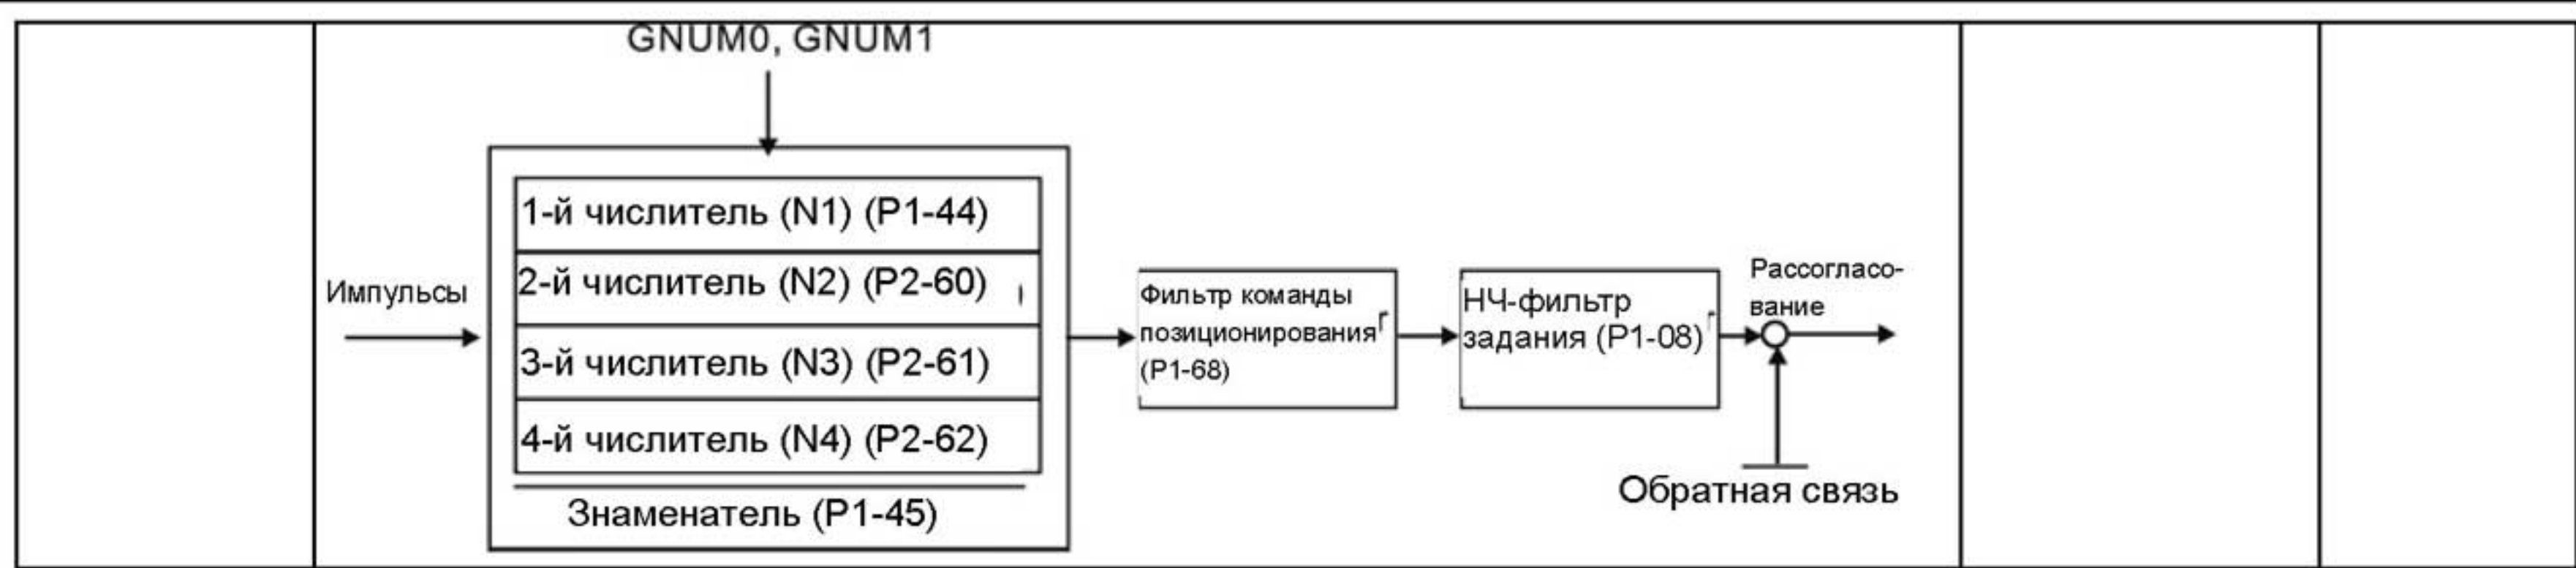 GNUM0, GNUM1
Импульсы
1-й числитель (N1) (P1-44)
2-й числитель (N2) (P2-60)
3-й числитель (N3) (P2-61)
4-й числитель (N4) (P2-62)
Знаменатель (P1-45)
Фильтр команды
позиционирования
(P1-68)
НЧ-фильтр
задания (P1-08)
Рассогласо-
вание
Обратная связь